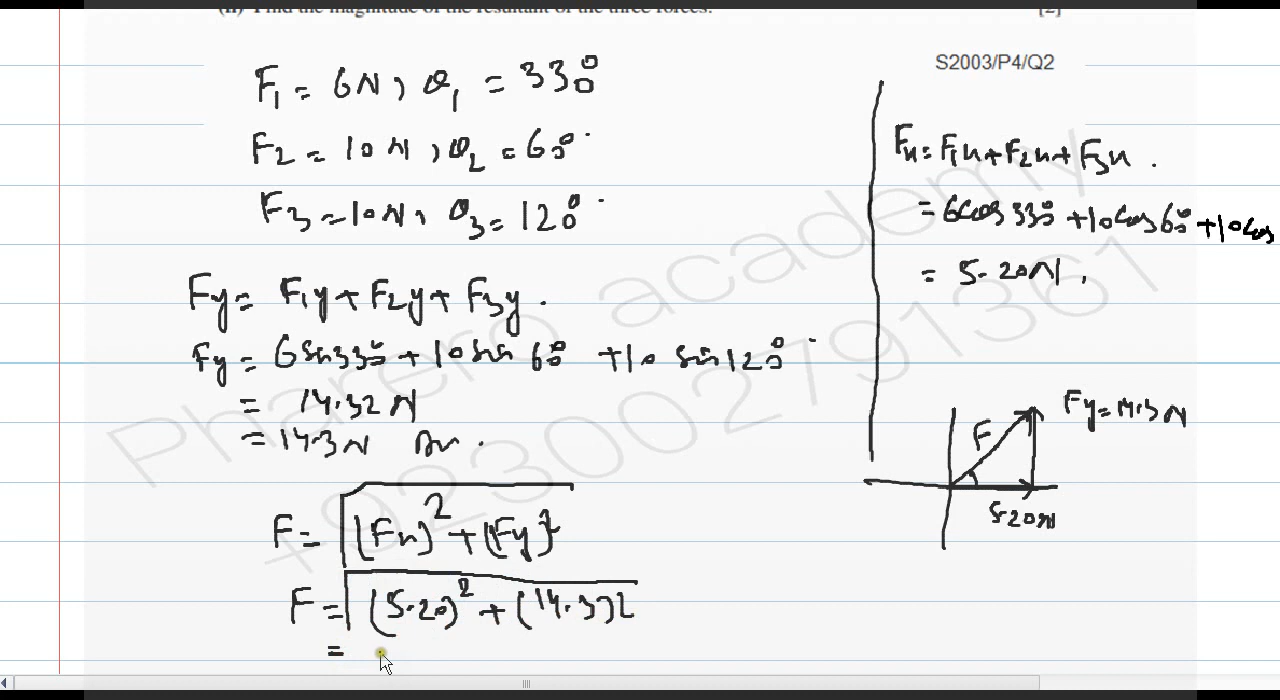 (ii) Find the magnitude of the resultant of the three forces. [2]
S2003/P4/Q2
F₁ = 6N, θ₁ = 330°
F₂ = 10N, θ₂ = 60°.
F₃ = 10N, θ₃ = 120°.
Fy = F₁y + F₂y + F₃y.
Fy = 6sin330° + 10sin60° + 10sin120°.
= 14.32N
= 14.3N Ans.
F = √(Fx)² + (Fy)²
F = √(5.20)² + (14.3)2
=
Fx = F₁x + F₂x + F₃x.
= 6Cos330° + 10Cos60° + 10Cos
= 5.20N,
F
Fy = 14.3N
5.20N
Pharero academy
+9230027911361